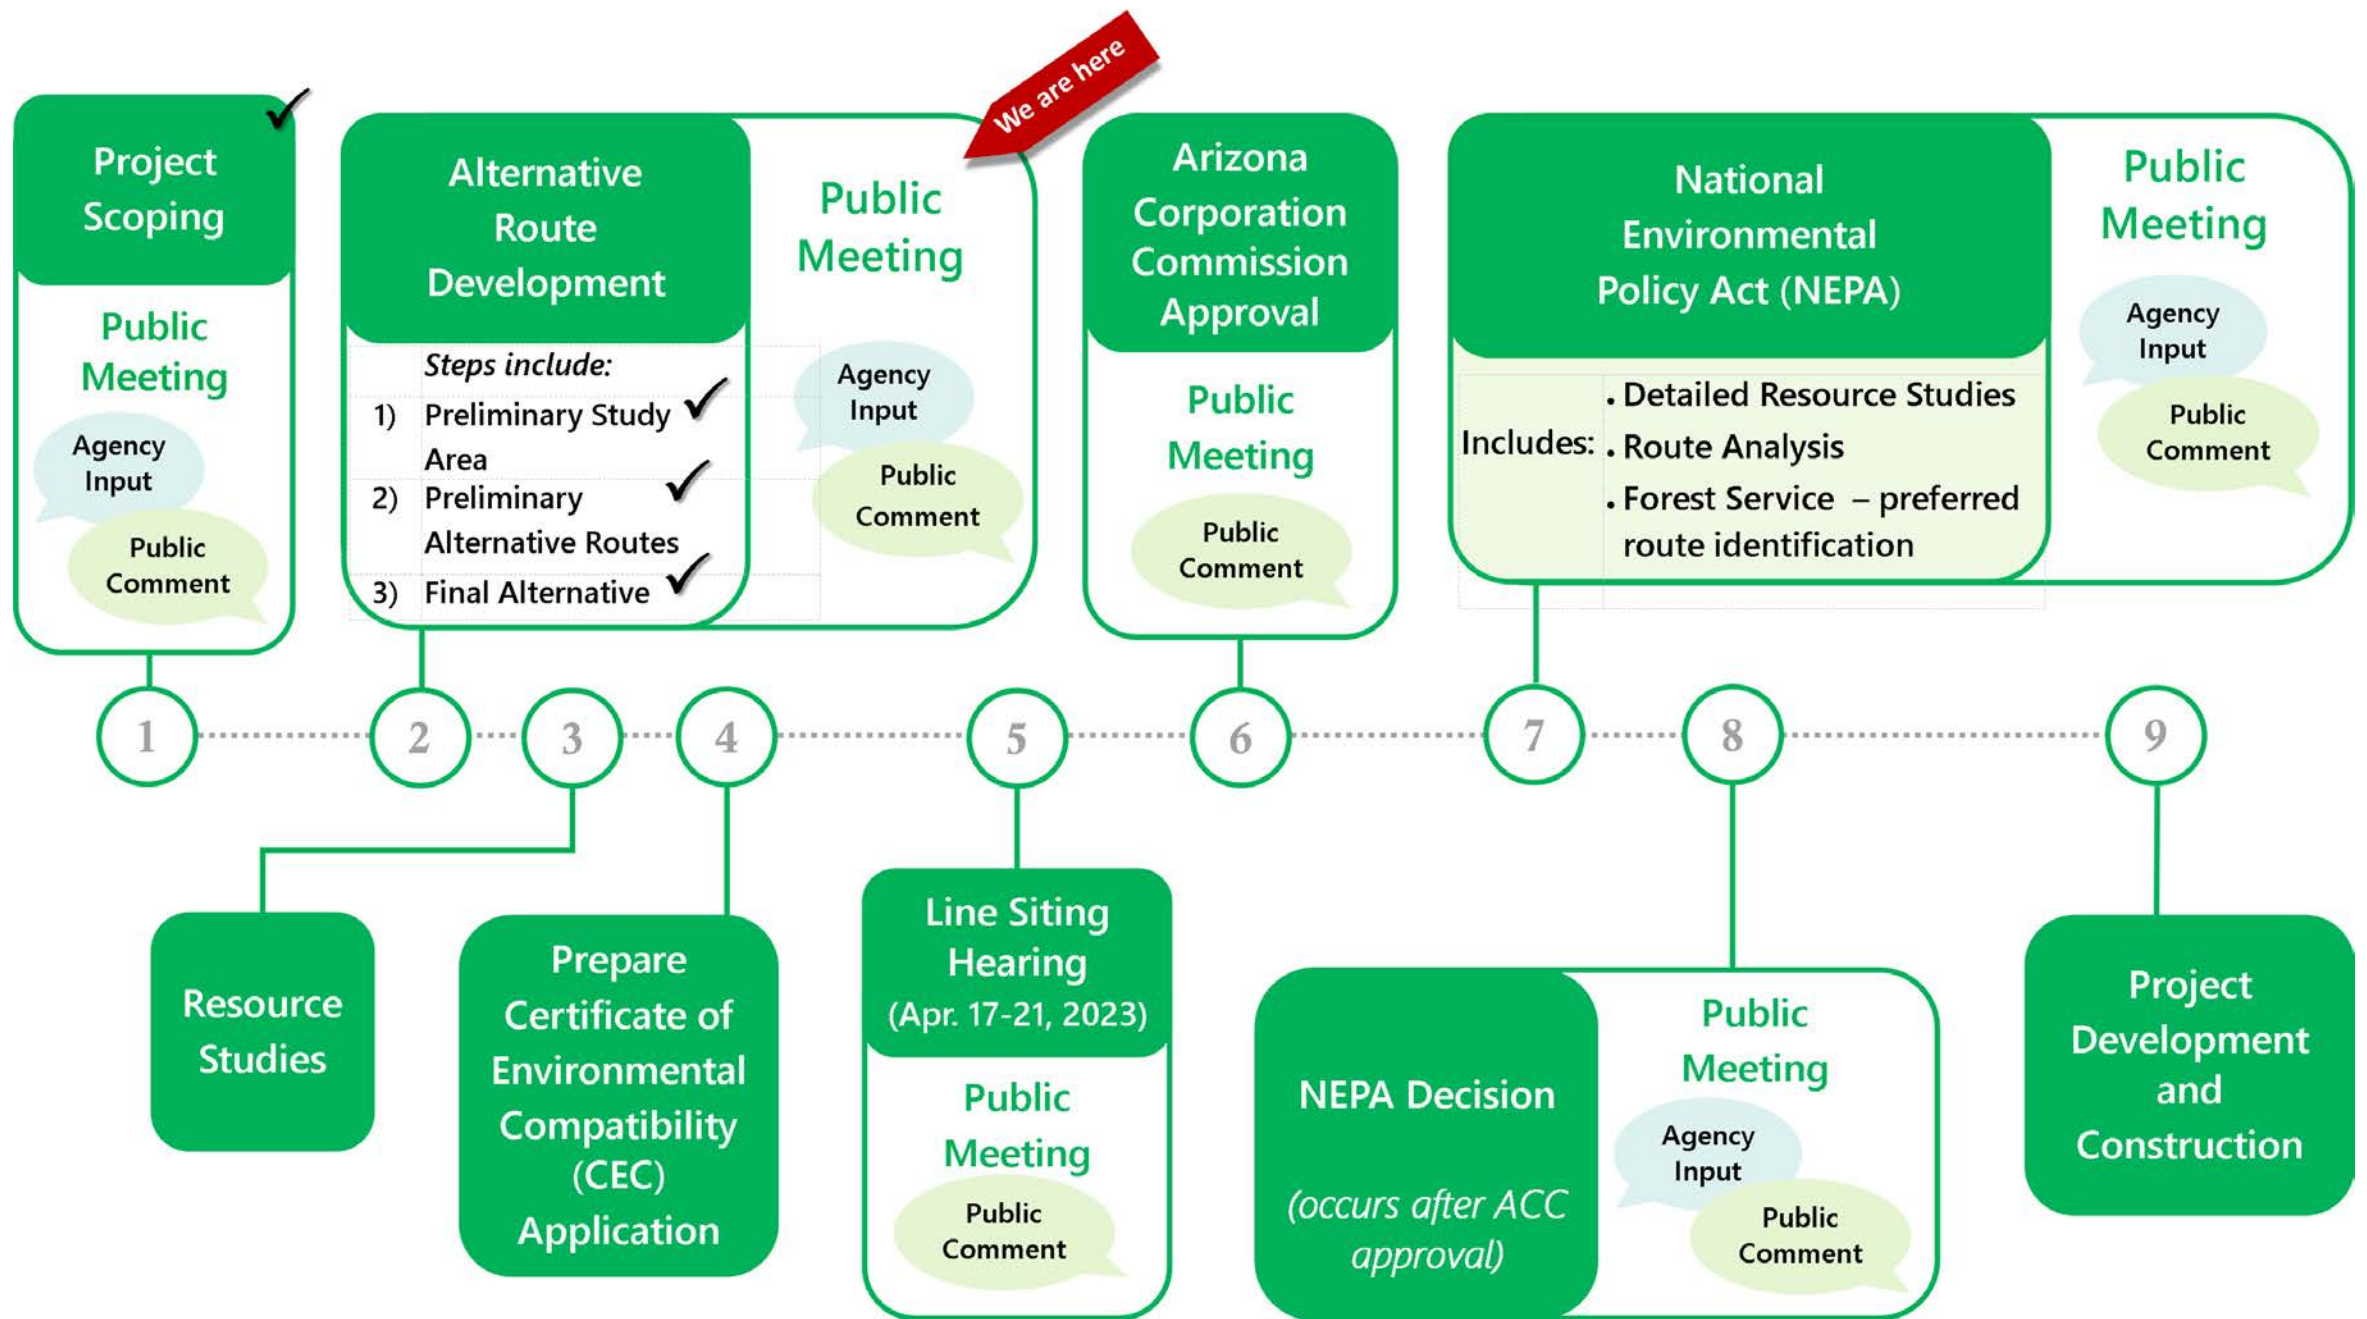 We are here
Project
Scoping
Public
Meeting
Agency
Input
Public
Comment
Alternative
Route
Development
Steps include:
1) Preliminary Study
Area
2) Preliminary
Alternative Routes
3) Final Alternative
Public
Meeting
Agency
Input
Public
Comment
Arizona
Corporation
Commission
Approval
Public
Meeting
Public
Comment
National
Environmental
Policy Act (NEPA)
Includes:
. Detailed Resource Studies
. Route Analysis
. Forest Service – preferred
route identification
Public
Meeting
Agency
Input
Public
Comment
1 2 3 4 5 6 7 8 9
Resource
Studies
Prepare
Certificate of
Environmental
Compatibility
(CEC)
Application
Line Siting
Hearing
(Apr. 17-21, 2023)
Public
Meeting
Public
Comment
NEPA Decision
(occurs after ACC
approval)
Public
Meeting
Agency
Input
Public
Comment
Project
Development
and
Construction